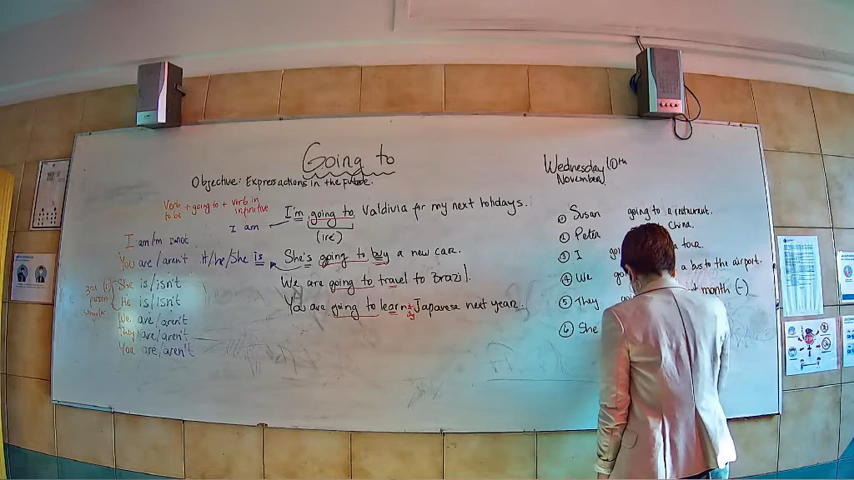 Going to
Objective: Express actions in the future.
Verb + going to + verb in
to be infinitive
I am
I am/I'm not
You are/aren't It/he/She is
She is/isn't
He is/isn't
We are/aren't
They are/aren't
You are/aren't
3rd
person
I'm going to Valdivia for my next holidays.
(ire)
She's going to buy a new car.
We are going to travel to Brazil.
You are going to learn Japanese next year.
Wednesday 10th
November
① Susan going to a restaurant.
② Peter China.
③ I a tour.
④ We a bus to the airport.
⑤ They month (-)
⑥ She